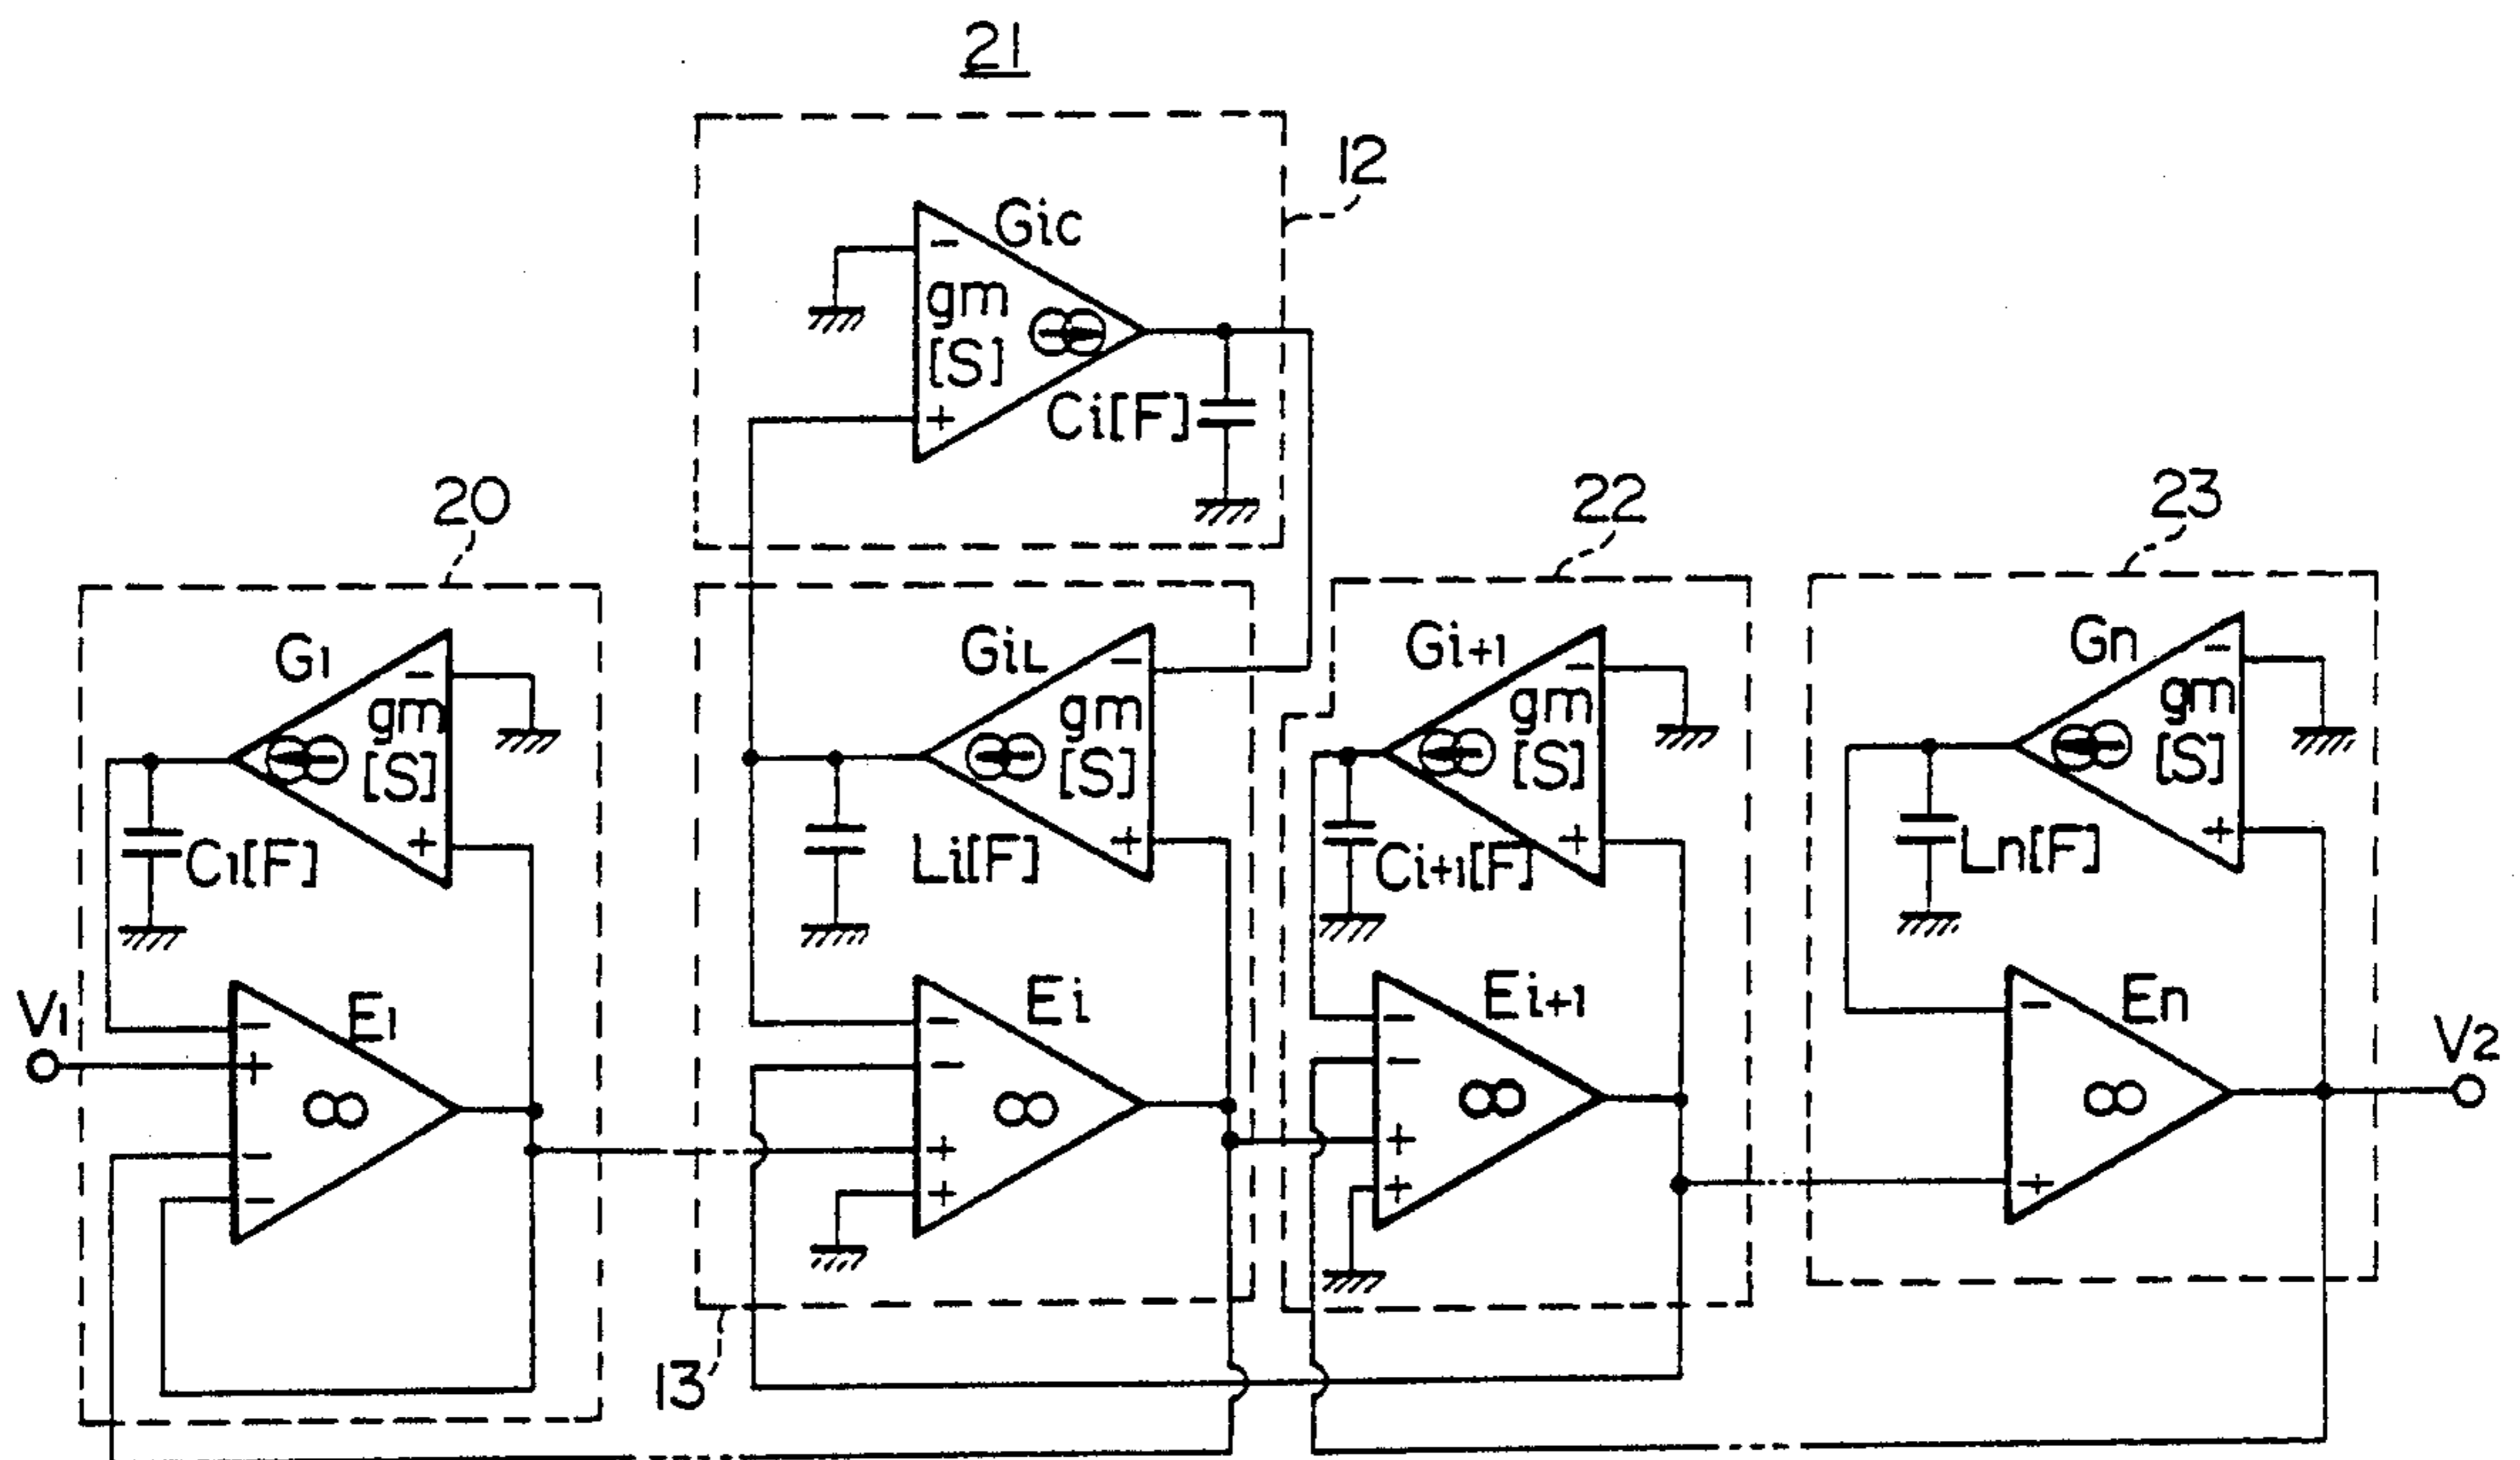 21
12
Gic
-
gm
[S]
+
Ci[F]
20
22
23
G1
-
gm
[S]
+
C1[F]
GiL
-
gm
[S]
+
Li[F]
Gi+1
-
gm
[S]
+
Ci+1[F]
Gn
-
gm
[S]
+
Ln[F]
V1
E1
-
+
∞
-
-
Ei
-
-
∞
+
+
Ei+1
-
-
∞
+
+
En
-
∞
+
V2
13